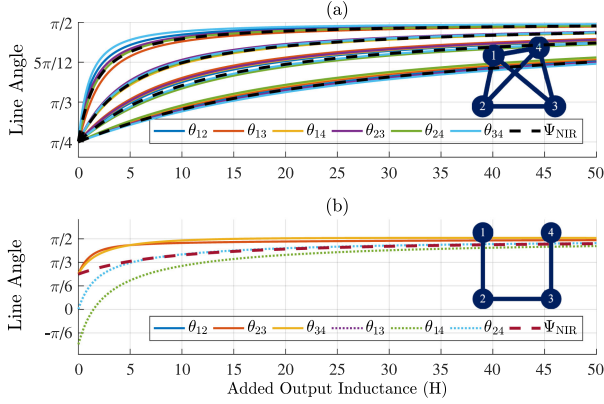 (a)
π/2
5π/12
π/3
π/4
Line Angle
1
4
2
3
θ12 θ13 θ14 θ23 θ24 θ34 ΨNIR
0 5 10 15 20 25 30 35 40 45 50
(b)
π/2
π/3
π/6
0
-π/6
Line Angle
1
4
2
3
θ12 θ23 θ34 θ13 θ14 θ24 ΨNIR
0 5 10 15 20 25 30 35 40 45 50
Added Output Inductance (H)